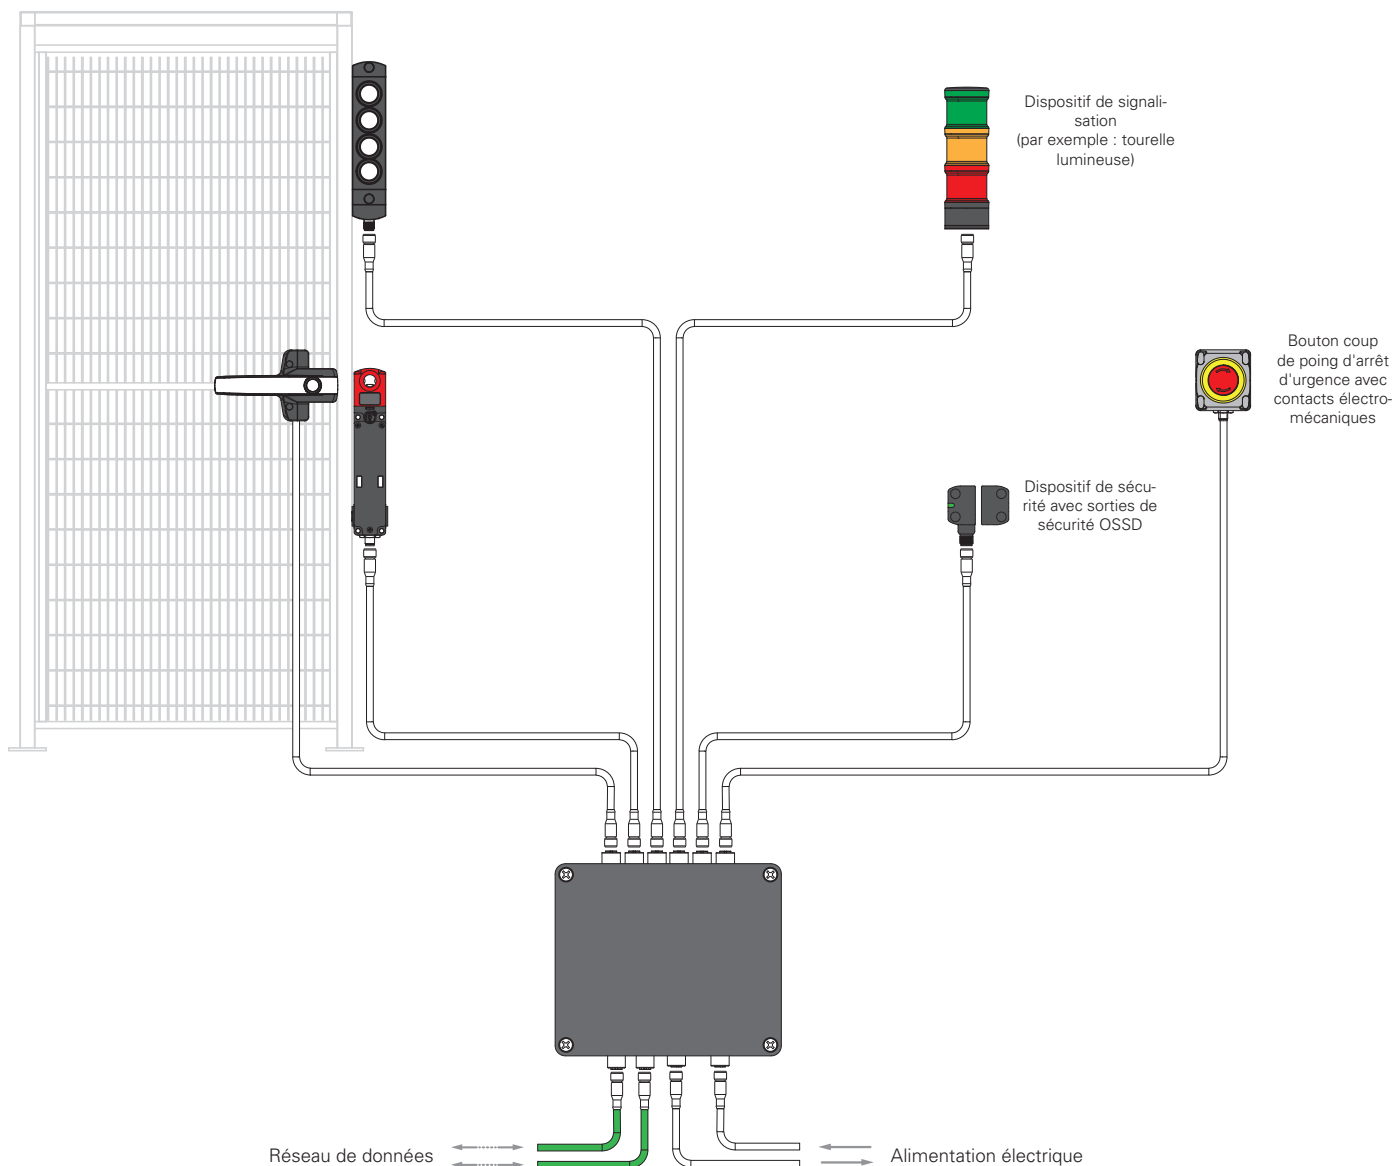 Dispositif de signali-
sation
(par exemple : tourelle
lumineuse)
Bouton coup
de poing d'arrêt
d'urgence avec
contacts électro-
mécaniques
Dispositif de sécu-
rité avec sorties de
sécurité OSSD
Réseau de données
Alimentation électrique